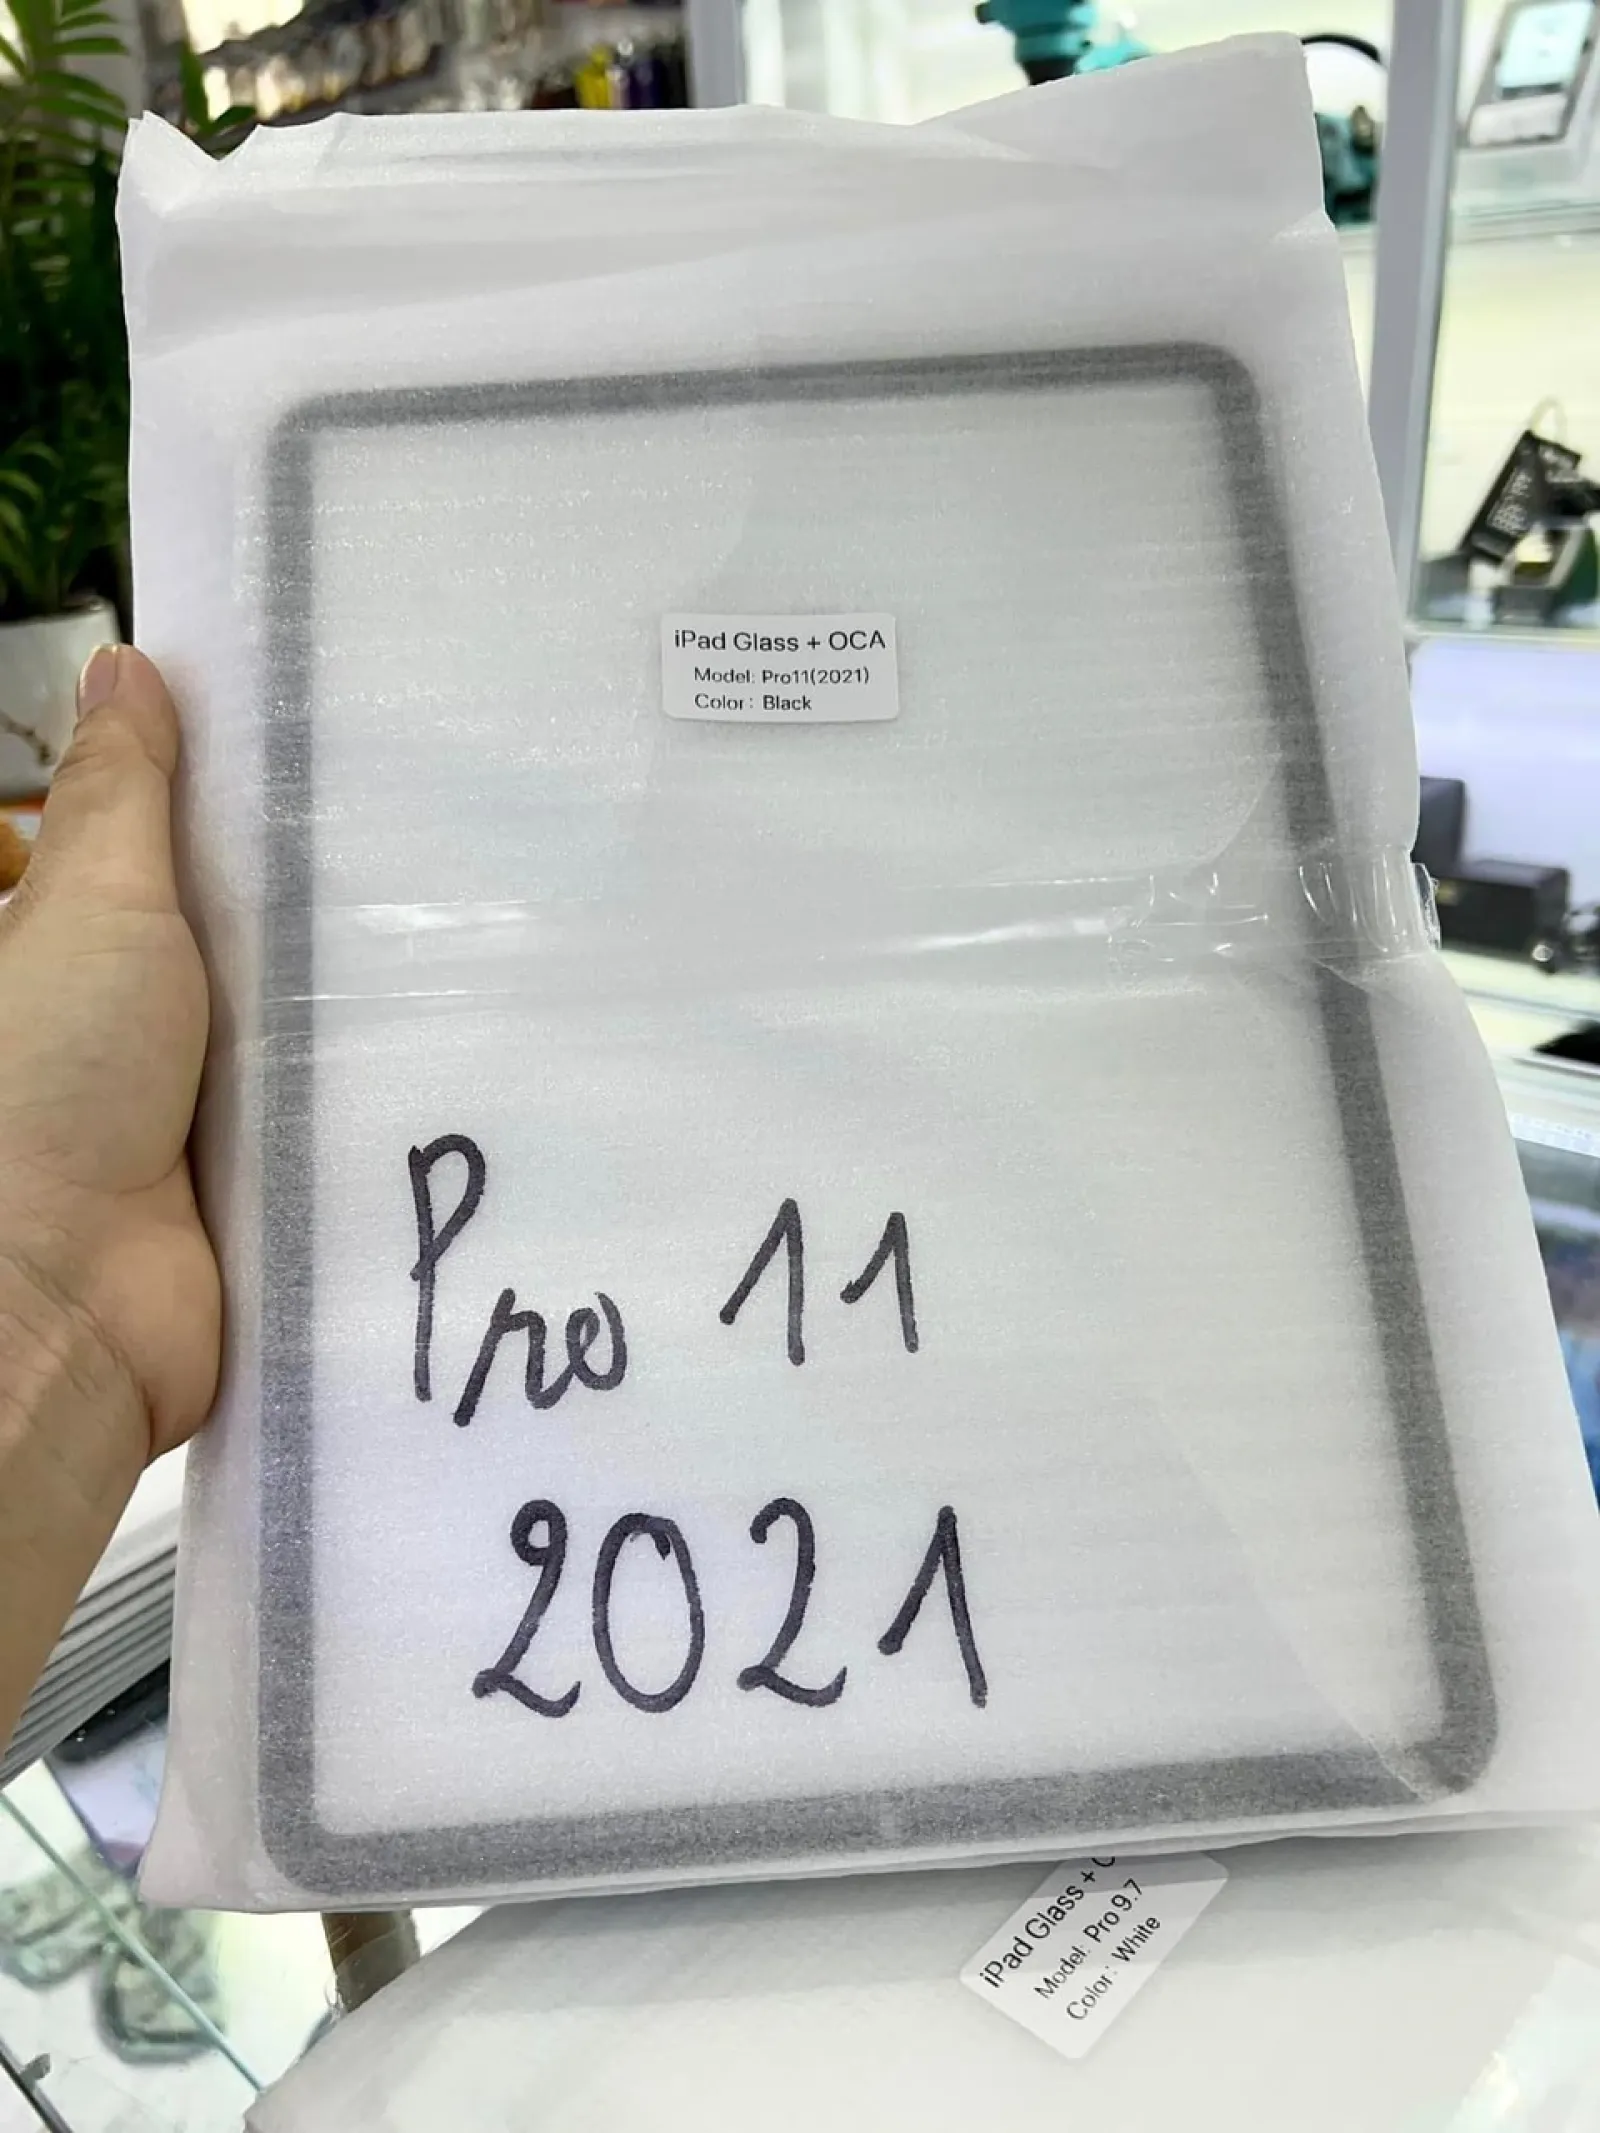 iPad Glass + OCA
Model: Pro11(2021)
Color: Black
Pro 11
2021
iPad Glass +
Model: Pro 9.7
Color: White